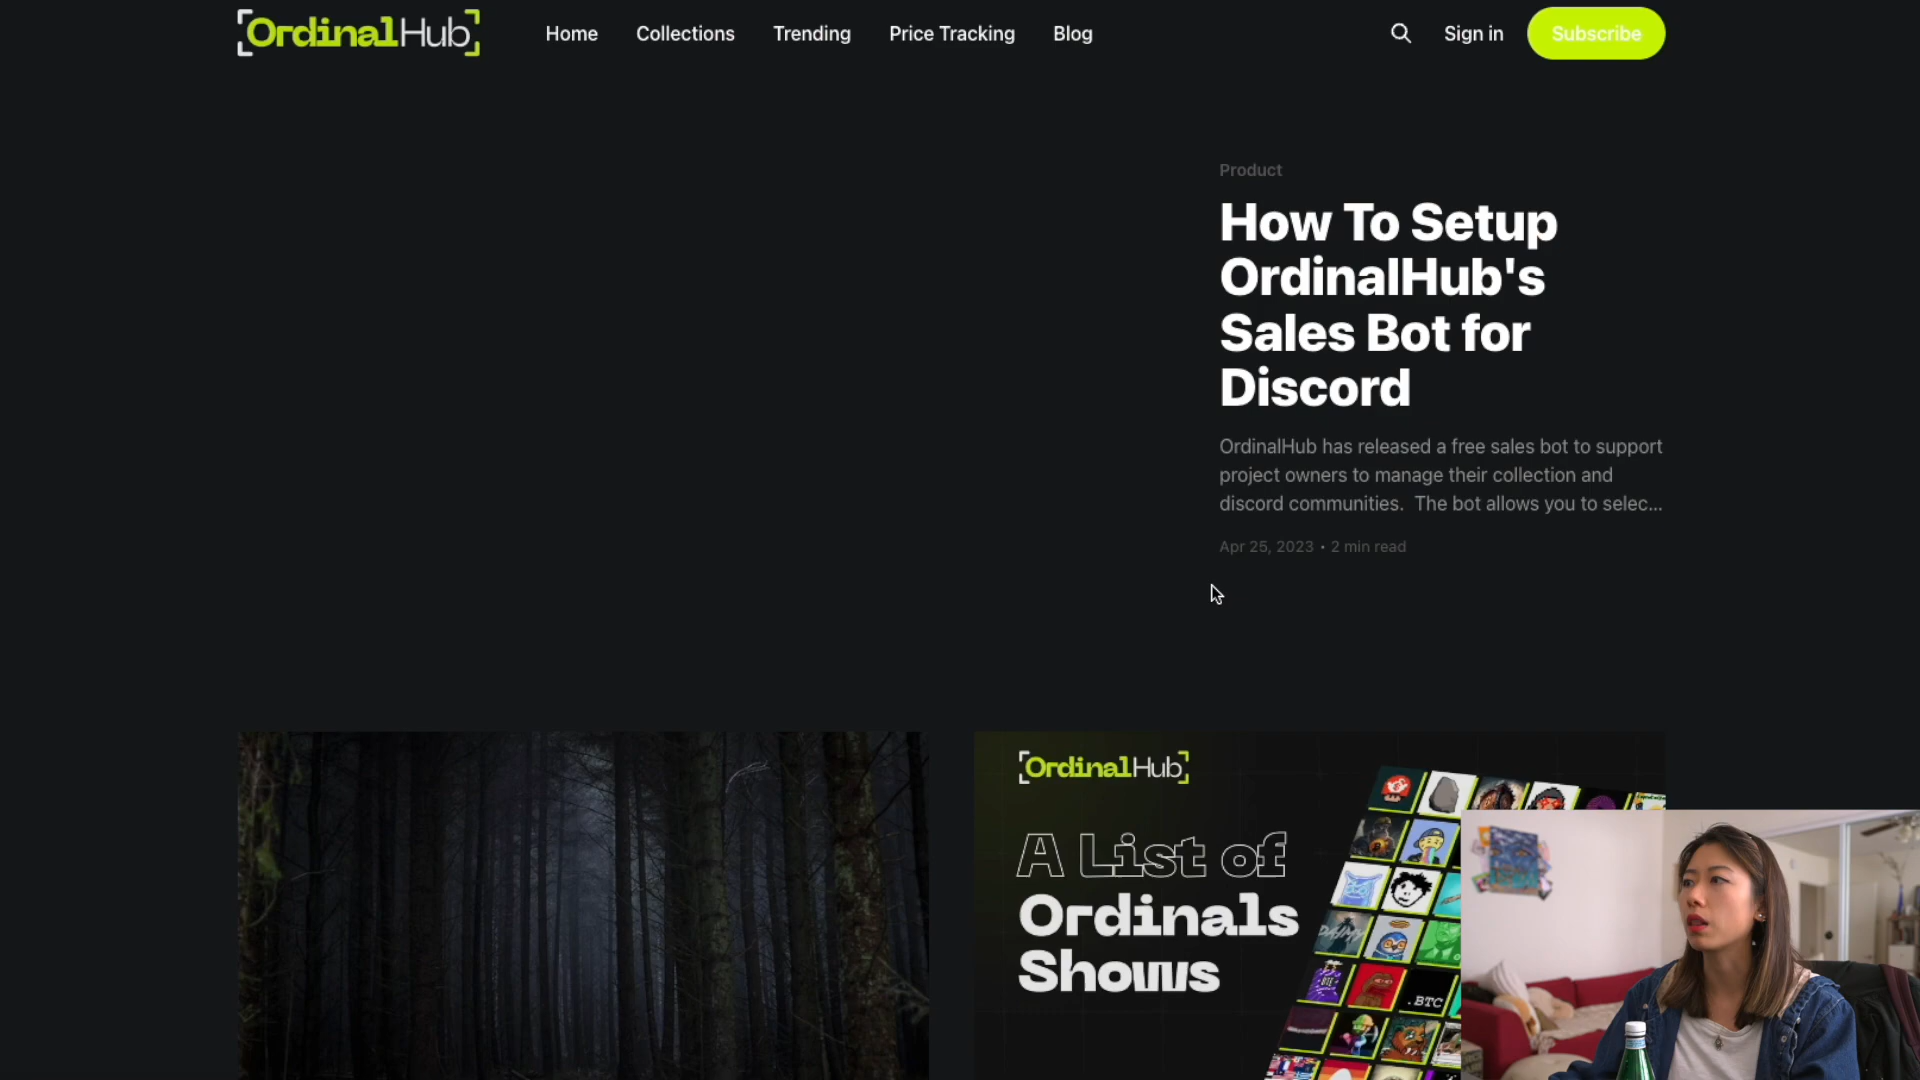 OrdinalHub
Home
Collections
Trending
Price Tracking
Blog
Sign in
Subscribe
Product
How To Setup
OrdinalHub's
Sales Bot for
Discord
OrdinalHub has released a free sales bot to support
project owners to manage their collection and
discord communities.  The bot allows you to selec...
Apr 25, 2023 • 2 min read
OrdinalHub
A List of
Ordinals
Shows
.BTC